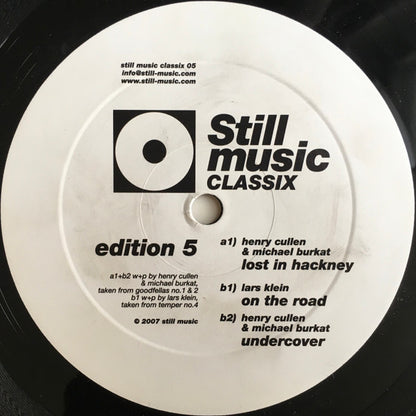 still music classix 05
info@still-music.com
www.still-music.com
Still
music
CLASSIX
edition 5
a1+b2 w+p by henry cullen
& michael burkat,
taken from goodfellas no.1 & 2
b1 w+p by lars klein,
taken from temper no.4
© 2007 still music
a1) henry cullen
& michael burkat
lost in hackney
b1) lars klein
on the road
b2) henry cullen
& michael burkat
undercover